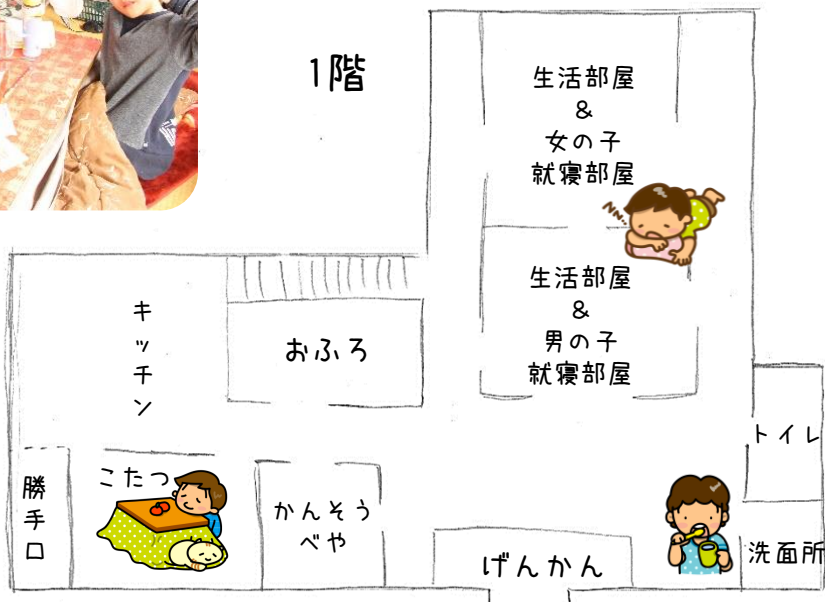 1階
生活部屋
&
女の子
就寝部屋
NN...
生活部屋
&
男の子
就寝部屋
キッチン
おふろ
トイレ
こたつ
勝手口
かんそう
べや
げんかん
洗面所